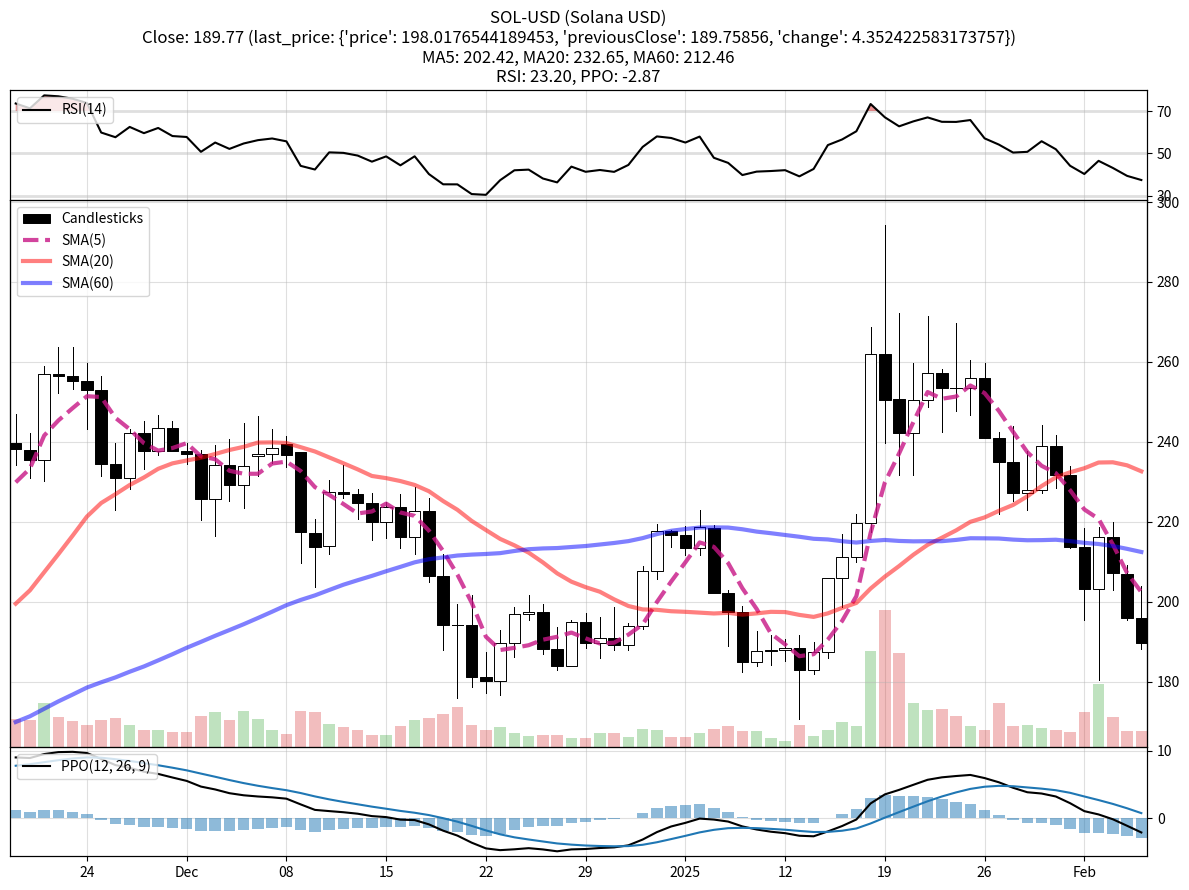 SOL-USD (Solana USD)
Close: 189.77 (last_price: {'price': 198.0176544189453, 'previousClose': 189.75856, 'change': 4.352422583173757})
MA5: 202.42, MA20: 232.65, MA60: 212.46
RSI: 23.20, PPO: -2.87
RSI(14)
70
50
30
300
Candlesticks
SMA(5)
SMA(20)
SMA(60)
280
260
240
220
200
180
PPO(12, 26, 9)
10
0
24 Dec 08 15 22 29 2025 12 19 26 Feb